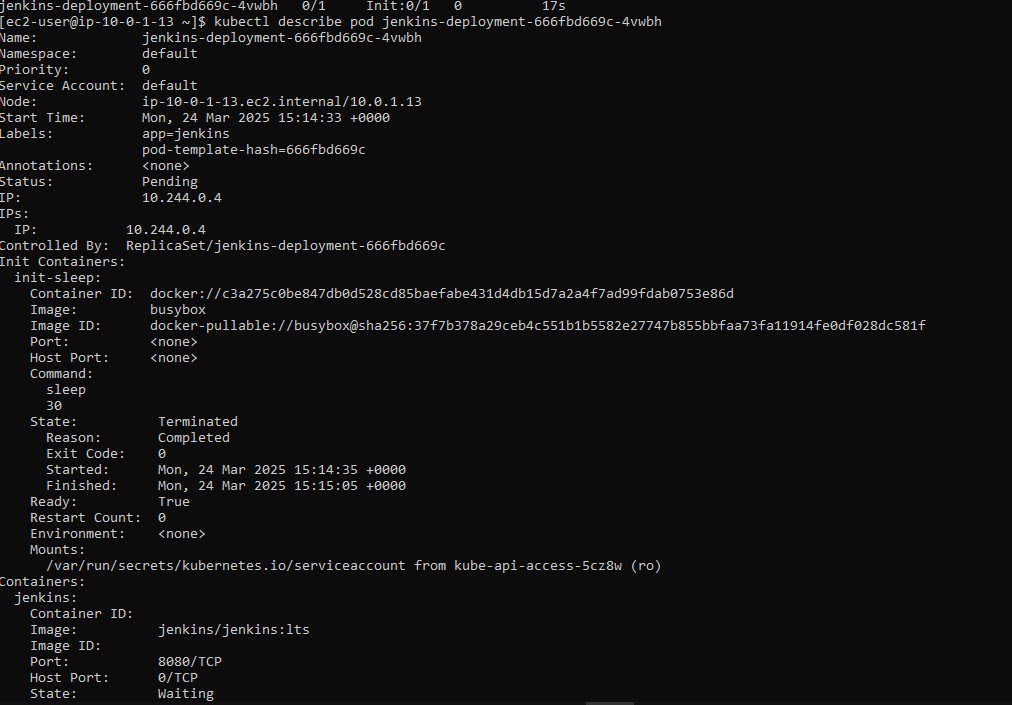 jenkins-deployment-666fbd669c-4vwbh   0/1     Init:0/1   0          17s
[ec2-user@ip-10-0-1-13 ~]$ kubectl describe pod jenkins-deployment-666fbd669c-4vwbh
Name:             jenkins-deployment-666fbd669c-4vwbh
Namespace:        default
Priority:         0
Service Account:  default
Node:             ip-10-0-1-13.ec2.internal/10.0.1.13
Start Time:       Mon, 24 Mar 2025 15:14:33 +0000
Labels:           app=jenkins
                  pod-template-hash=666fbd669c
Annotations:      <none>
Status:           Pending
IP:               10.244.0.4
IPs:
  IP:           10.244.0.4
Controlled By:  ReplicaSet/jenkins-deployment-666fbd669c
Init Containers:
  init-sleep:
    Container ID:  docker://c3a275c0be847db0d528cd85baefabe431d4db15d7a2a4f7ad99fdab0753e86d
    Image:         busybox
    Image ID:      docker-pullable://busybox@sha256:37f7b378a29ceb4c551b1b5582e27747b855bbfaa73fa11914fe0df028dc581f
    Port:          <none>
    Host Port:     <none>
    Command:
      sleep
      30
    State:          Terminated
      Reason:       Completed
      Exit Code:    0
      Started:      Mon, 24 Mar 2025 15:14:35 +0000
      Finished:     Mon, 24 Mar 2025 15:15:05 +0000
    Ready:          True
    Restart Count:  0
    Environment:    <none>
    Mounts:
      /var/run/secrets/kubernetes.io/serviceaccount from kube-api-access-5cz8w (ro)
Containers:
  jenkins:
    Container ID:
    Image:          jenkins/jenkins:lts
    Image ID:
    Port:           8080/TCP
    Host Port:      0/TCP
    State:          Waiting